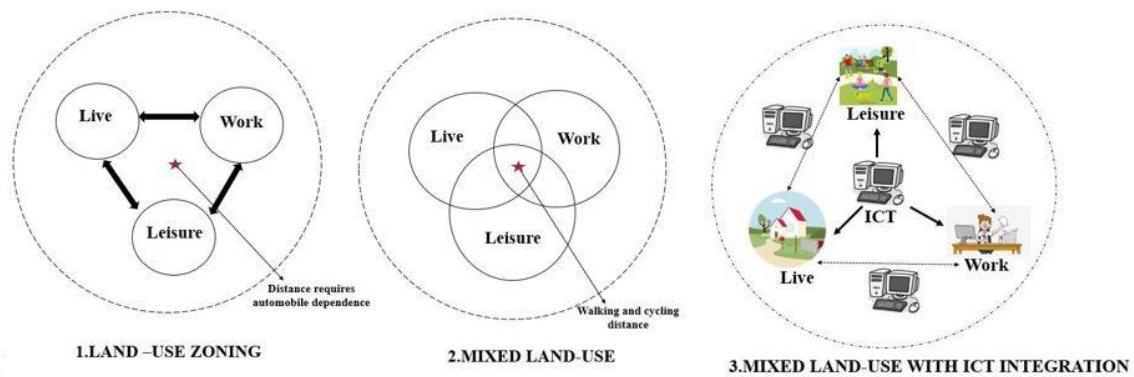 Live
Work
Leisure
Distance requires
automobile dependence
1.LAND –USE ZONING
Live
Work
Leisure
Walking and cycling
distance
2.MIXED LAND-USE
Leisure
ICT
Live
Work
3.MIXED LAND-USE WITH ICT INTEGRATION